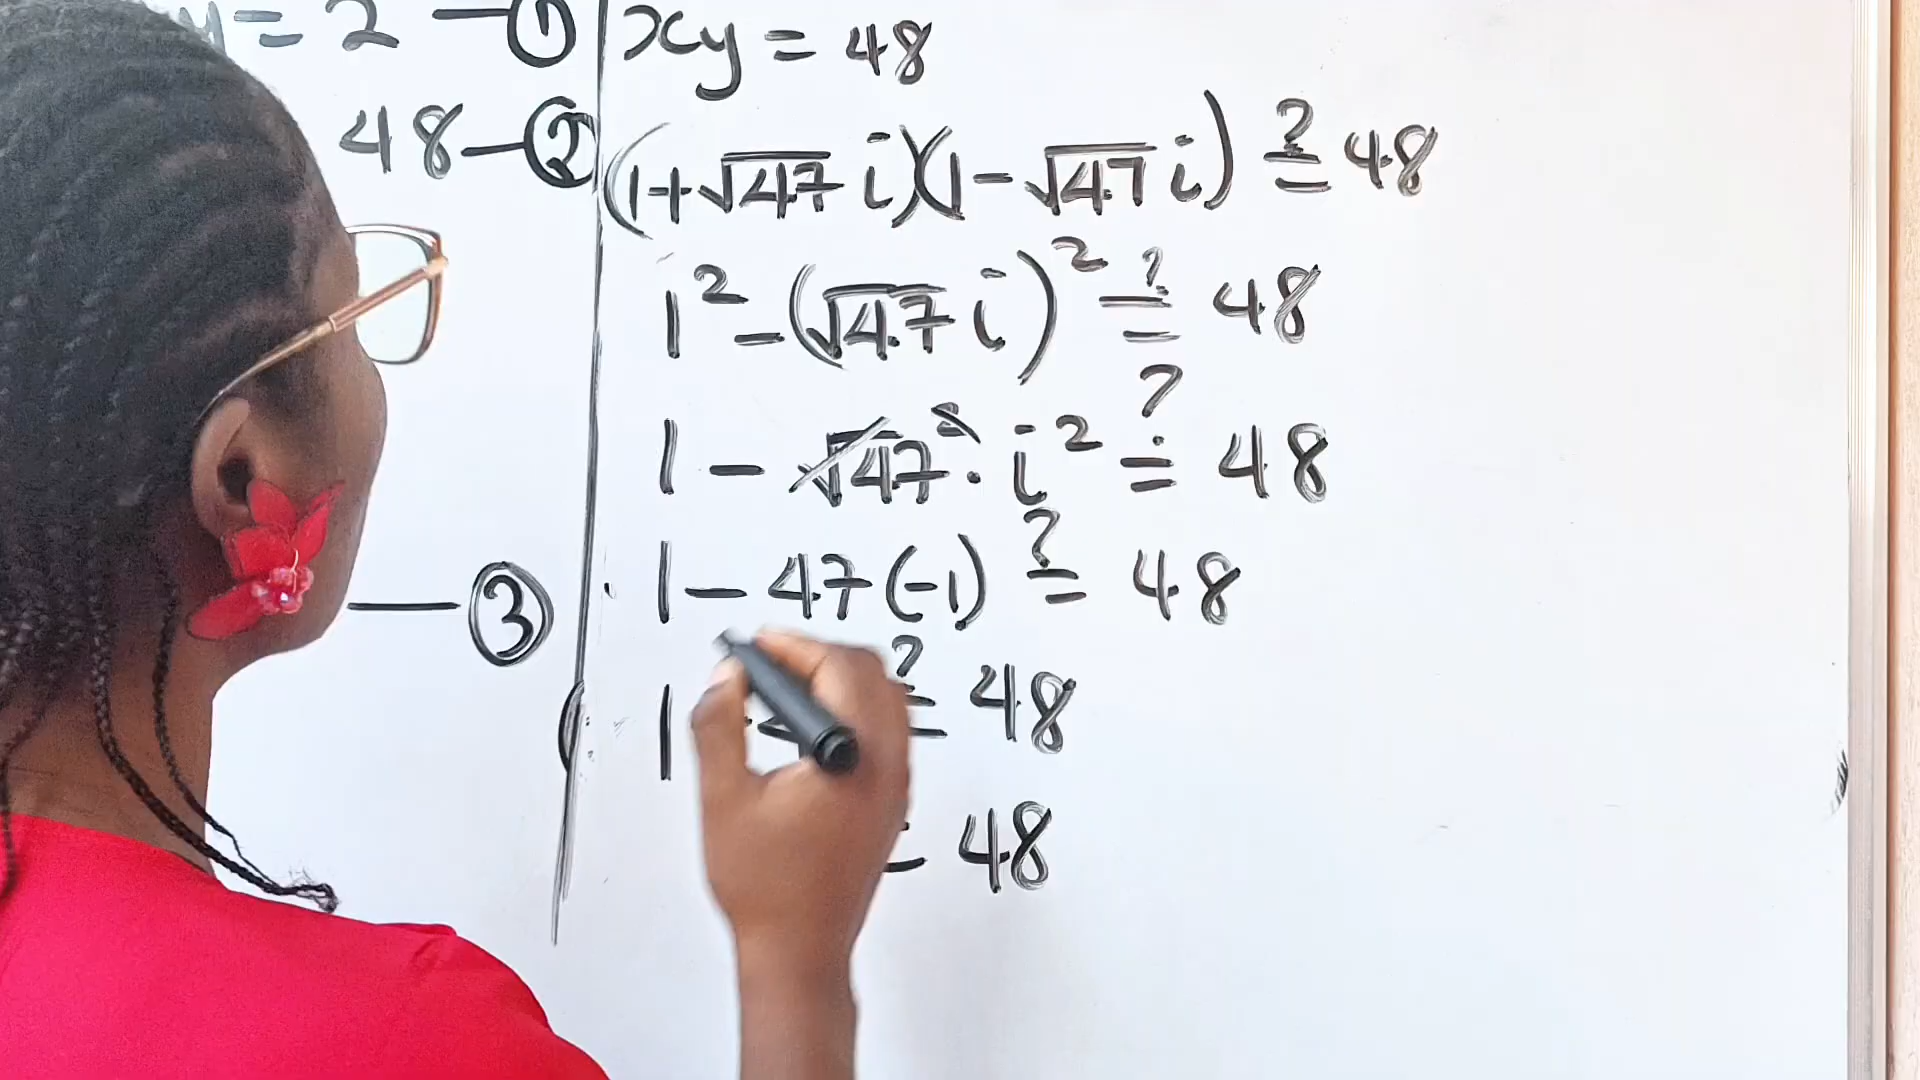 y = 2 — ①
48 — ②
— ③
xy = 48
(1+√47 i)(1-√47 i) ≟ 48
1² - (√47 i)² ≟ 48
1 - √47² · i² ≟ 48
1 - 47(-1) ≟ 48
1 ≟ 48
= 48